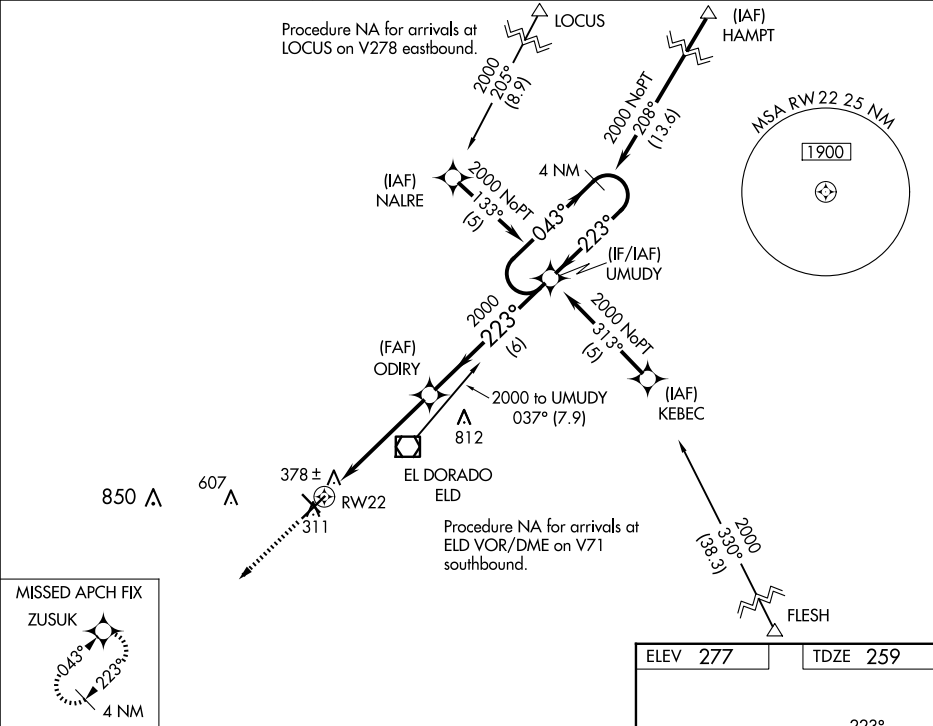 Procedure NA for arrivals at
LOCUS on V278 eastbound.
LOCUS
(IAF)
HAMPT
2000
205°
(8.9)
2000 NoPT
208°
(13.6)
MSA RW22 25 NM
1900
(IAF)
NALRE
2000 NoPT
133°
(5)
4 NM
043°
223°
(IF/IAF)
UMUDY
2000
223°
(6)
2000 NoPT
313°
(5)
(FAF)
ODIRY
(IAF)
KEBEC
2000 to UMUDY
037° (7.9)
812
EL DORADO
ELD
850
607
378 ±
RW22
311
Procedure NA for arrivals at
ELD VOR/DME on V71
southbound.
2000
330°
(38.3)
FLESH
MISSED APCH FIX
ZUSUK
043°
223°
4 NM
ELEV 277
TDZE 259
223°